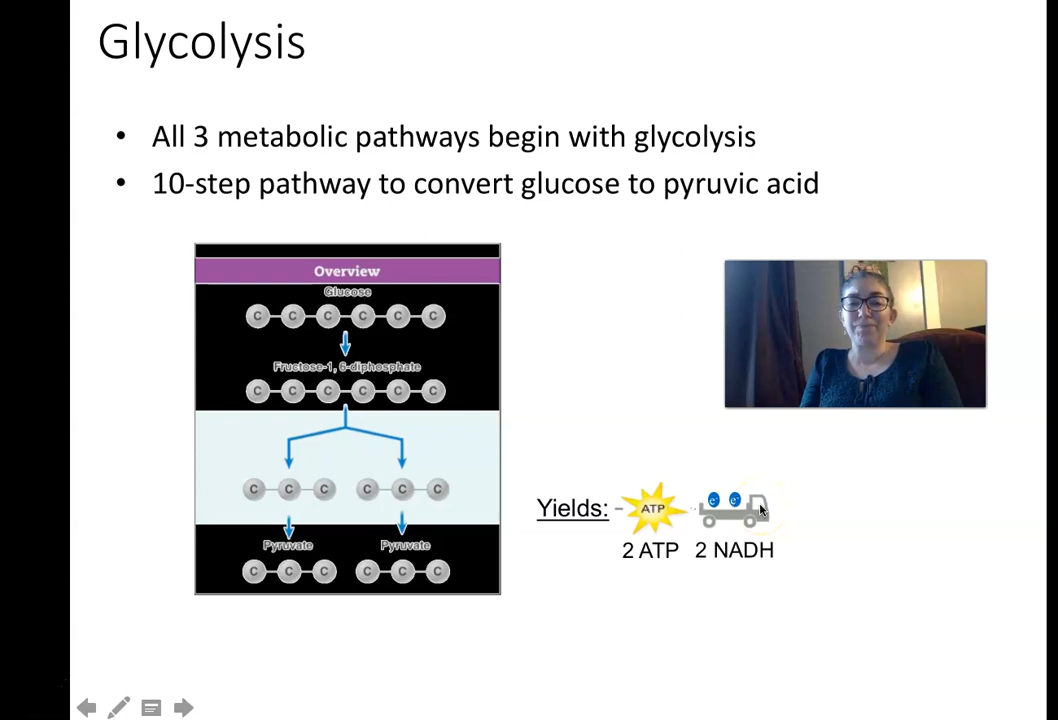 Glycolysis
• All 3 metabolic pathways begin with glycolysis
• 10-step pathway to convert glucose to pyruvic acid
Overview
Glucose
C C C C C C
Fructose-1, 6-diphosphate
C C C C C C
C C C C C C
Pyruvate Pyruvate
C C C C C C
Yields: ATP e- e-
2 ATP 2 NADH